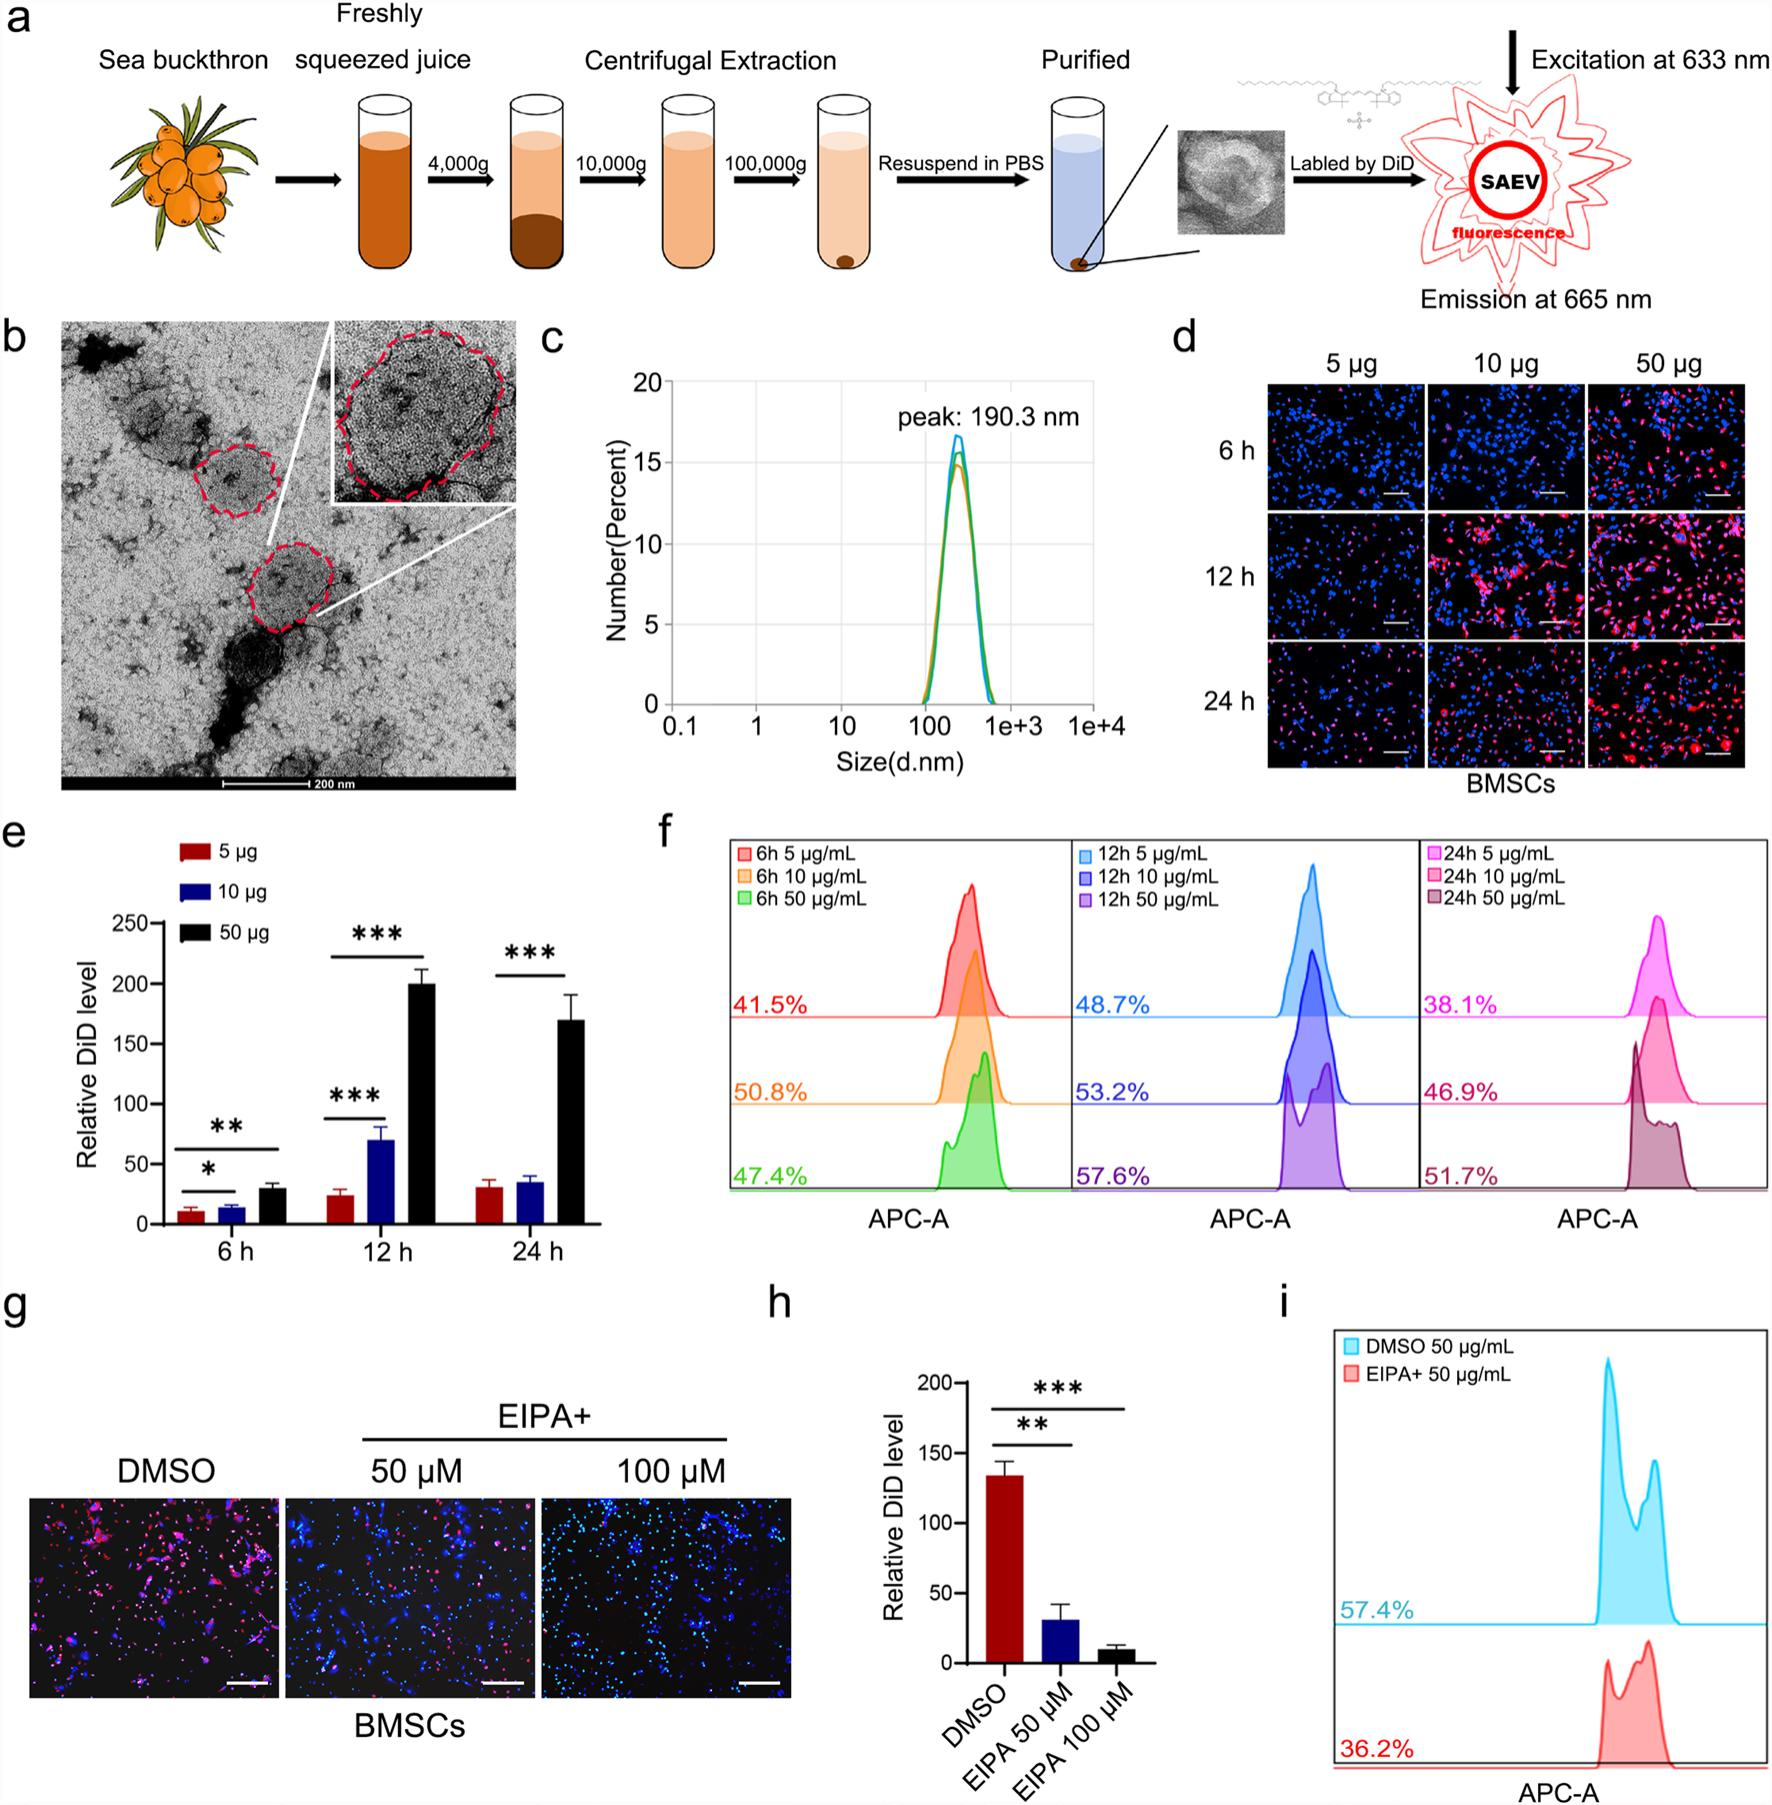 a
Freshly
Sea buckthron
squeezed juice
Centrifugal Extraction
Purified
Excitation at 633 nm
4,000g
10,000g
100,000g
Resuspend in PBS
Labled by DiD
SAEV
fluorescence
Emission at 665 nm
b
200 nm
c
20
15
10
5
0
Number(Percent)
peak: 190.3 nm
0.1
1
10
100
1e+3
1e+4
Size(d.nm)
d
5 µg
10 µg
50 µg
6 h
12 h
24 h
BMSCs
e
5 µg
10 µg
50 µg
250
200
150
100
50
0
Relative DiD level
*
**
***
***
***
6 h
12 h
24 h
f
6h 5 µg/mL
6h 10 µg/mL
6h 50 µg/mL
41.5%
50.8%
47.4%
APC-A
12h 5 µg/mL
12h 10 µg/mL
12h 50 µg/mL
48.7%
53.2%
57.6%
APC-A
24h 5 µg/mL
24h 10 µg/mL
24h 50 µg/mL
38.1%
46.9%
51.7%
APC-A
g
EIPA+
DMSO
50 µM
100 µM
BMSCs
h
200
150
100
50
0
Relative DiD level
***
**
DMSO
EIPA 50 µM
EIPA 100 µM
i
DMSO 50 µg/mL
EIPA+ 50 µg/mL
57.4%
36.2%
APC-A